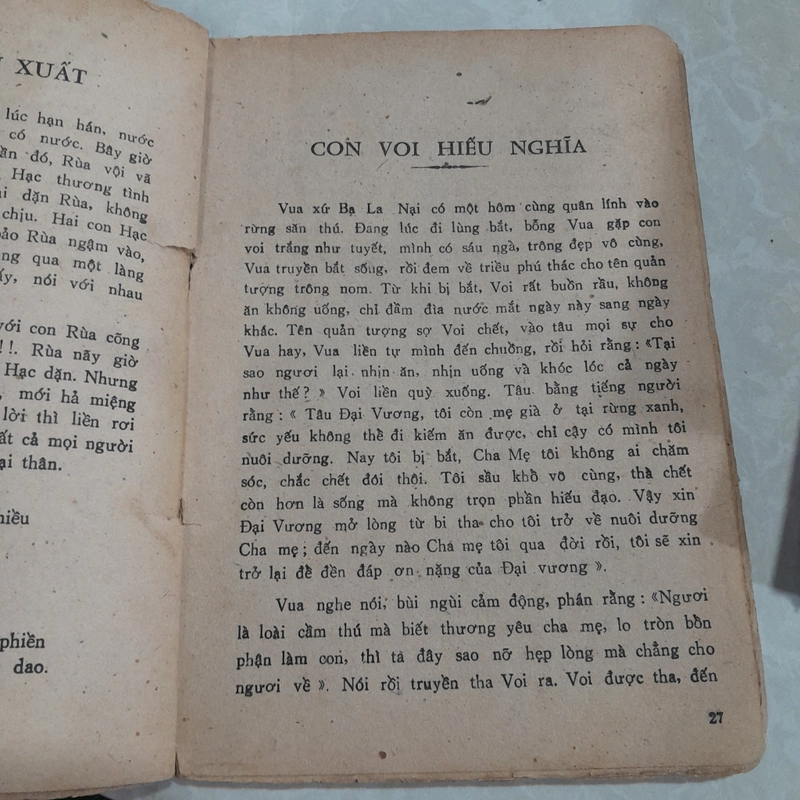 XUẤT
lúc hạn hán, nước
có nước. Bây giờ
đó, Rùa vội vã
Hạc thương tình
dặn Rùa, không
chịu. Hai con Hạc
bảo Rùa ngậm vào,
qua một làng
nói với nhau
với con Rùa cõng
!!. Rùa nãy giờ
Hạc dặn. Nhưng
mới hả miệng
lời thì liền rơi
cả mọi người
thân.
phiền
dao.
CON VOI HIẾU NGHĨA
Vua xứ Bạ La Nại có một hôm cùng quân lính vào
rừng săn thú. Đang lúc đi lùng bắt, bỗng Vua gặp con
voi trắng như tuyết, mình có sáu ngà, trông đẹp vô cùng,
Vua truyền bắt sống, rồi đem về triều phú thác cho tên quản
tượng trông nom. Từ khi bị bắt, Voi rất buồn rầu, không
ăn không uống, chỉ đầm đìa nước mắt ngày này sang ngày
khác. Tên quản tượng sợ Voi chết, vào tâu mọi sự cho
Vua hay, Vua liền tự mình đến chuồng, rồi hỏi rằng : «Tại
sao ngươi lại nhịn ăn, nhịn uống và khóc lóc cả ngày
như thế ? » Voi liền quỳ xuống. Tâu bằng tiếng người
rằng : « Tâu Đại Vương, tôi còn mẹ già ở tại rừng xanh,
sức yếu không thể đi kiếm ăn được, chỉ cậy có mình tôi
nuôi dưỡng. Nay tôi bị bắt, Cha Mẹ tôi không ai chăm
sóc, chắc chết đói thôi. Tôi sầu khổ vô cùng, thà chết
còn hơn là sống mà không trọn phần hiếu đạo. Vậy xin
Đại Vương mở lòng từ bi tha cho tôi trở về nuôi dưỡng
Cha mẹ ; đến ngày nào Cha mẹ tôi qua đời rồi, tôi sẽ xin
trở lại để đền đáp ơn nặng của Đại vương ».
Vua nghe nói, bùi ngùi cảm động, phán rằng : «Ngươi
là loài cầm thú mà biết thương yêu cha mẹ, lo tròn bổn
phận làm con, thì ta đây sao nỡ hẹp lòng mà chẳng cho
ngươi về ». Nói rồi truyền tha Voi ra. Voi được tha, đến
27